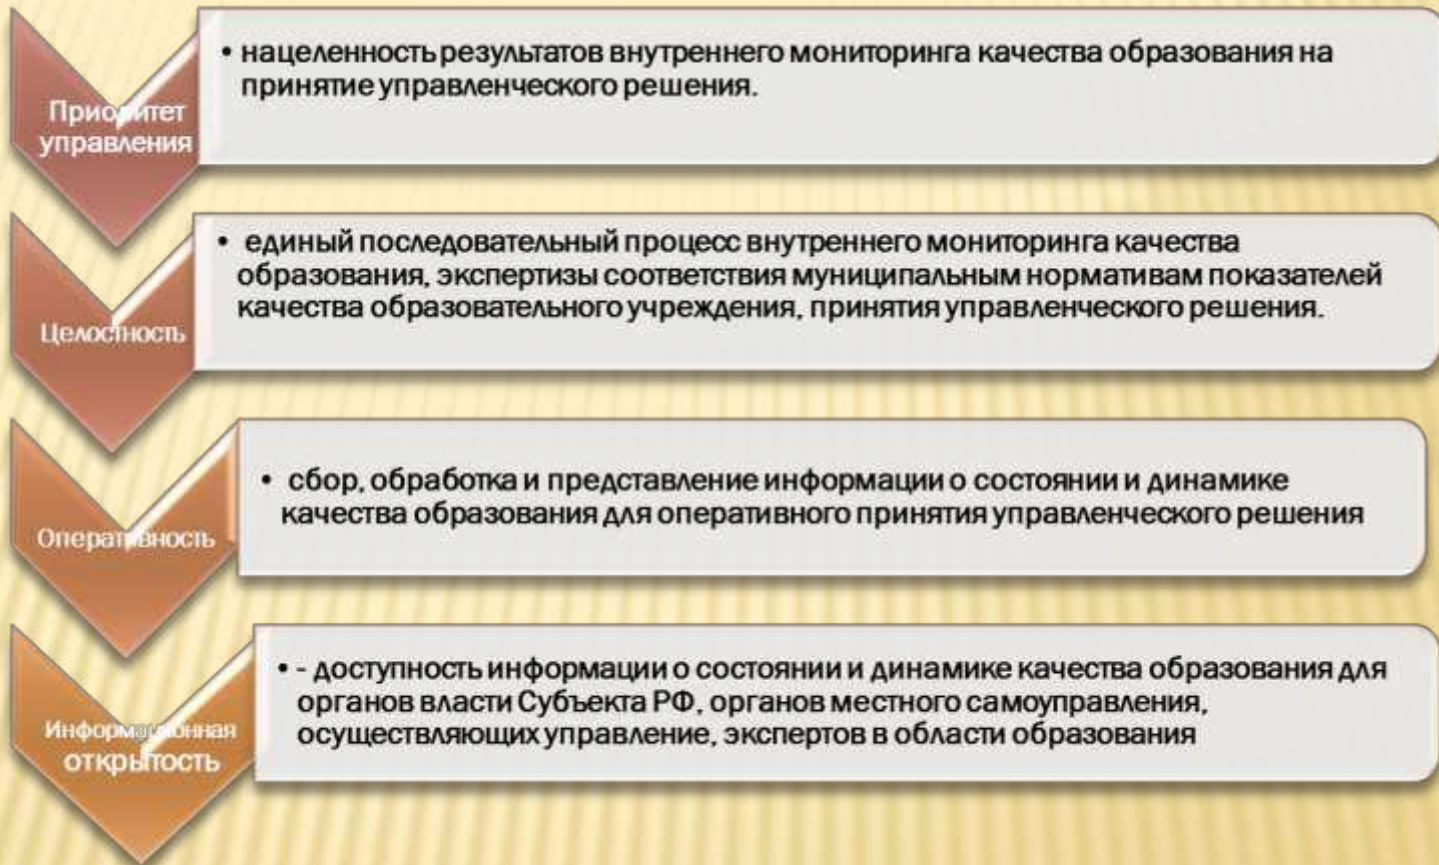 Приоритет
управления
• нацеленность результатов внутреннего мониторинга качества образования на
принятие управленческого решения.
Целостность
• единый последовательный процесс внутреннего мониторинга качества
образования, экспертизы соответствия муниципальным нормативам показателей
качества образовательного учреждения, принятия управленческого решения.
Оперативность
• сбор, обработка и представление информации о состоянии и динамике
качества образования для оперативного принятия управленческого решения
Информационная
открытость
• - доступность информации о состоянии и динамике качества образования для
органов власти Субъекта РФ, органов местного самоуправления,
осуществляющих управление, экспертов в области образования